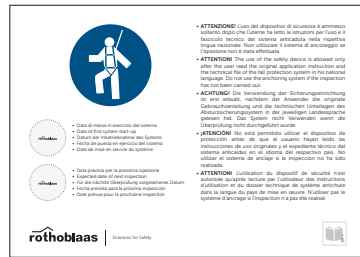 rothoblaas
• Data di messa in esercizio del sistema
• Date of first system start-up
• Datum der Inbetriebnahme des Systems
• Fecha de puesta en ejercicio del sistema
• Date de mise en service du système
rothoblaas
• Data prevista per la prossima ispezione
• Expected date of next inspection
• Für die nächste Überprüfung vorgesehenes Datum
• Fecha prevista para la próxima inspección
• Date prévue pour la prochaine inspection
rothoblaas
Solutions for Safety
• ATTENZIONE! L'uso del dispositivo di sicurezza è ammesso
soltanto dopo che l'utente ha letto le istruzioni per l'uso e il
fascicolo tecnico del sistema anticaduta nella rispettiva
lingua nazionale. Non utilizzare il sistema di ancoraggio se
l'ispezione non è stata effettuata.
• ATTENTION! The use of the safety device is allowed only
after the user read the original application instruction and
the technical file of the fall protection system in his national
language. Do not use the anchoring system if the inspection
has not been carried out.
• ACHTUNG! Die Verwendung der Sicherungseinrichtung
ist erst erlaubt, nachdem der Anwender die originale
Gebrauchsanleitung und die technischen Unterlagen des
Absturzsicherungssystem in der jeweiligen Landessprache
gelesen hat. Das System nicht Verwenden wenn die
Überprüfung nicht durchgeführt wurde.
• ¡ATENCIÓN! No está permitido utilizar el dispositivo de
protección antes de que el usuario hayan leído las
instrucciones de uso originales y el expediente técnico del
sistema anticaídas en el idioma del respectivo país. No
utilizar el sistema de anclaje si la inspección no ha sido
realizada.
• ATTENTION! L'utilisation du dispositif de sécurité n'est
autorisée qu'après lecture par l'utilisateur des instructions
d'utilisation et du dossier technique de système antichute
dans la langue du pays de mise en œuvre. N'utiliser pas le
système d'ancrage si l'inspection n'a pas été réalisé.